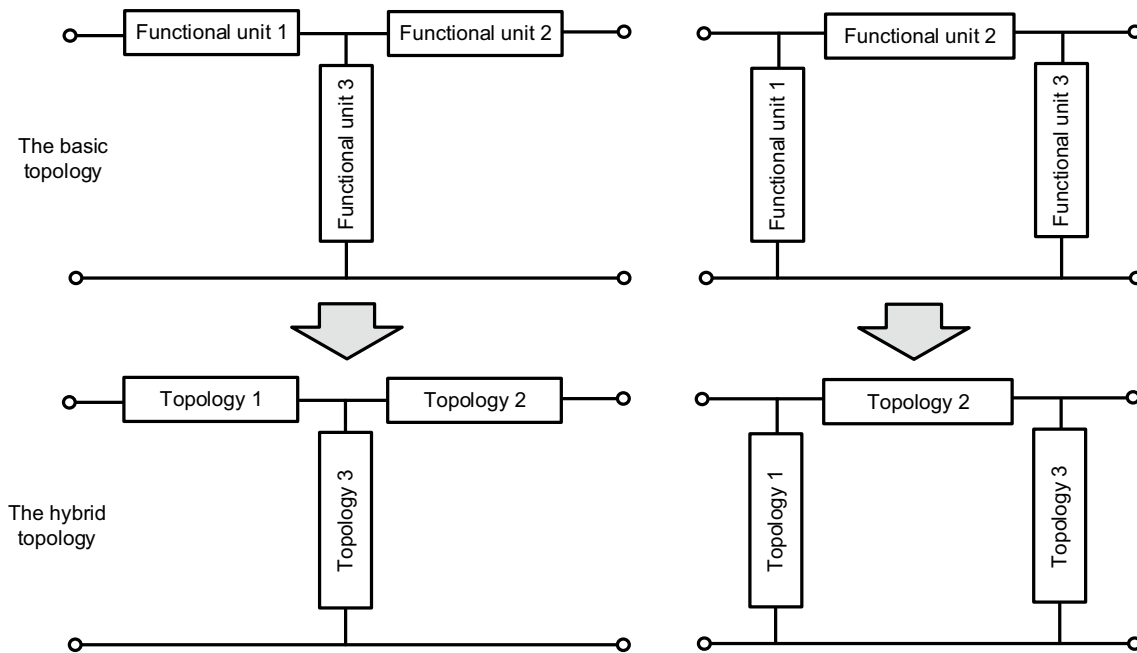 Functional unit 1
Functional unit 2
Functional unit 3
The basic
topology
Functional unit 2
Functional unit 1
Functional unit 3
Topology 1
Topology 2
Topology 3
The hybrid
topology
Topology 2
Topology 1
Topology 3